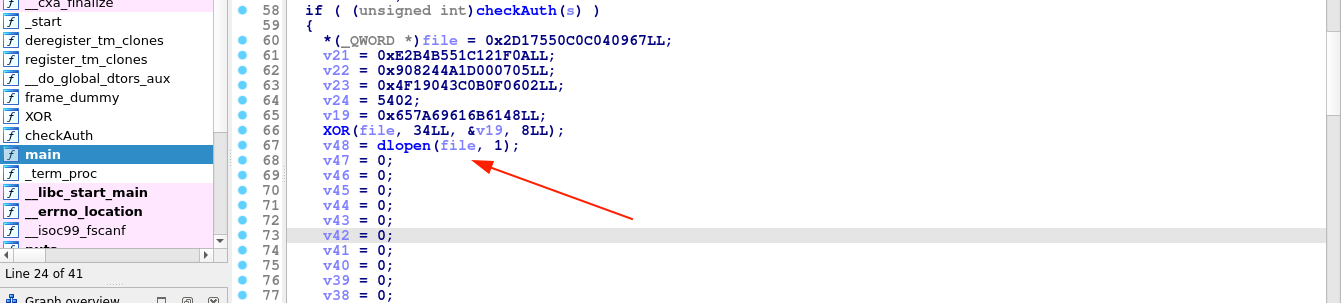 __cxa_finalize
_start
deregister_tm_clones
register_tm_clones
__do_global_dtors_aux
frame_dummy
XOR
checkAuth
main
_term_proc
__libc_start_main
__errno_location
__isoc99_fscanf
puts
Line 24 of 41
Graph overview
58 if ( (unsigned int)checkAuth(s) )
59 {
60 *(_QWORD *)file = 0x2D17550C0C040967LL;
61 v21 = 0xE2B4B551C121F0ALL;
62 v22 = 0x908244A1D000705LL;
63 v23 = 0x4F19043C0B0F0602LL;
64 v24 = 5402;
65 v19 = 0x657A69616B6148LL;
66 XOR(file, 34LL, &v19, 8LL);
67 v48 = dlopen(file, 1);
68 v47 = 0;
69 v46 = 0;
70 v45 = 0;
71 v44 = 0;
72 v43 = 0;
73 v42 = 0;
74 v41 = 0;
75 v40 = 0;
76 v39 = 0;
77 v38 = 0;